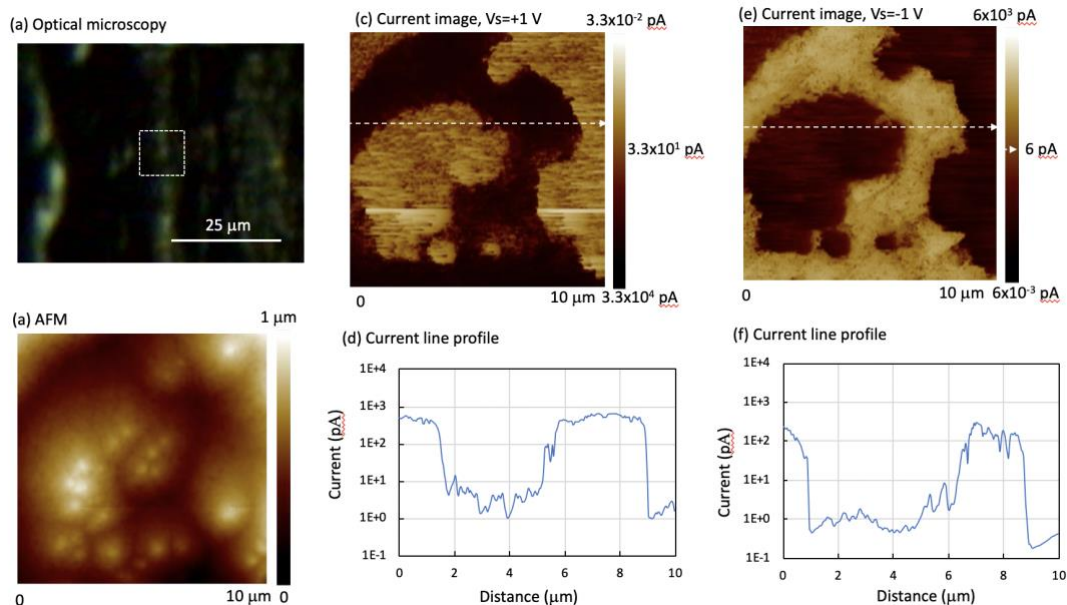 (a) Optical microscopy
25 μm
(a) AFM
1 μm
0
10 μm
0
(c) Current image, Vs=+1 V
3.3x10-2 pA
3.3x101 pA
3.3x104 pA
0
10 μm
(d) Current line profile
1E+4
1E+3
1E+2
1E+1
1E+0
1E-1
Current (pA)
0
2
4
6
8
10
Distance (μm)
(e) Current image, Vs=-1 V
6x103 pA
6 pA
6x10-3 pA
0
10 μm
(f) Current line profile
1E+4
1E+3
1E+2
1E+1
1E+0
1E-1
Current (pA)
0
2
4
6
8
10
Distance (μm)